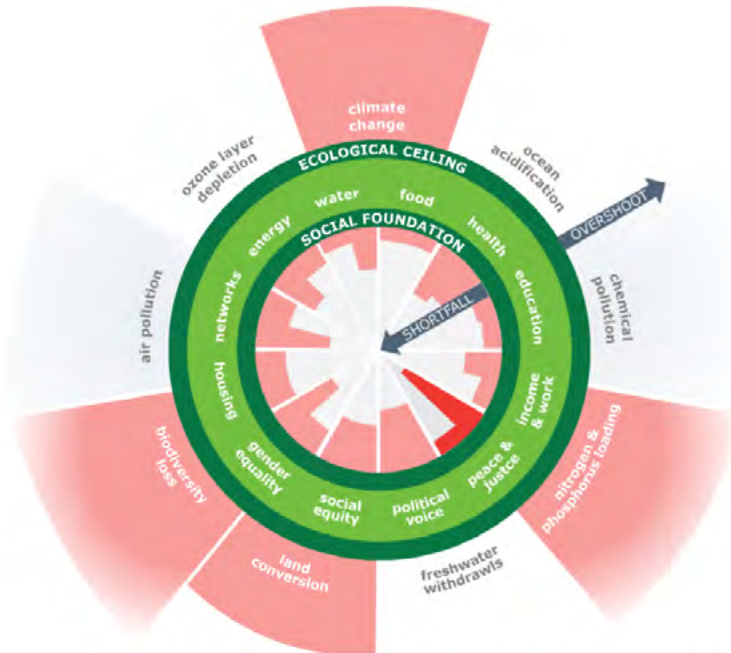 climate
change
ozone layer
depletion
ocean
acidification
ECOLOGICAL CEILING
OVERSHOOT
water
food
energy
health
SOCIAL FOUNDATION
networks
education
SHORTFALL
air pollution
chemical
pollution
housing
income
& work
gender
equality
peace &
justce
social
equity
political
voice
biodiversity
loss
nitrogen &
phosphorus loading
land
conversion
freshwater
withdrawls